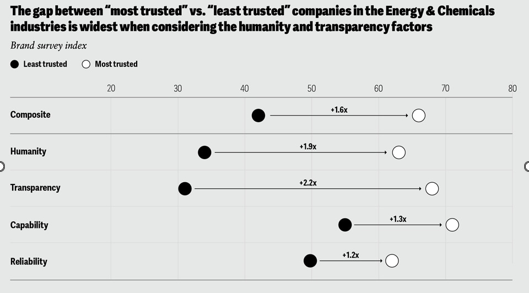 The gap between "most trusted" vs. "least trusted" companies in the Energy & Chemicals
industries is widest when considering the humanity and transparency factors
Brand survey index
Least trusted Most trusted
20 30 40 50 60 70 80
Composite +1.6x
Humanity +1.9x
Transparency +2.2x
Capability +1.3x
Reliability +1.2x